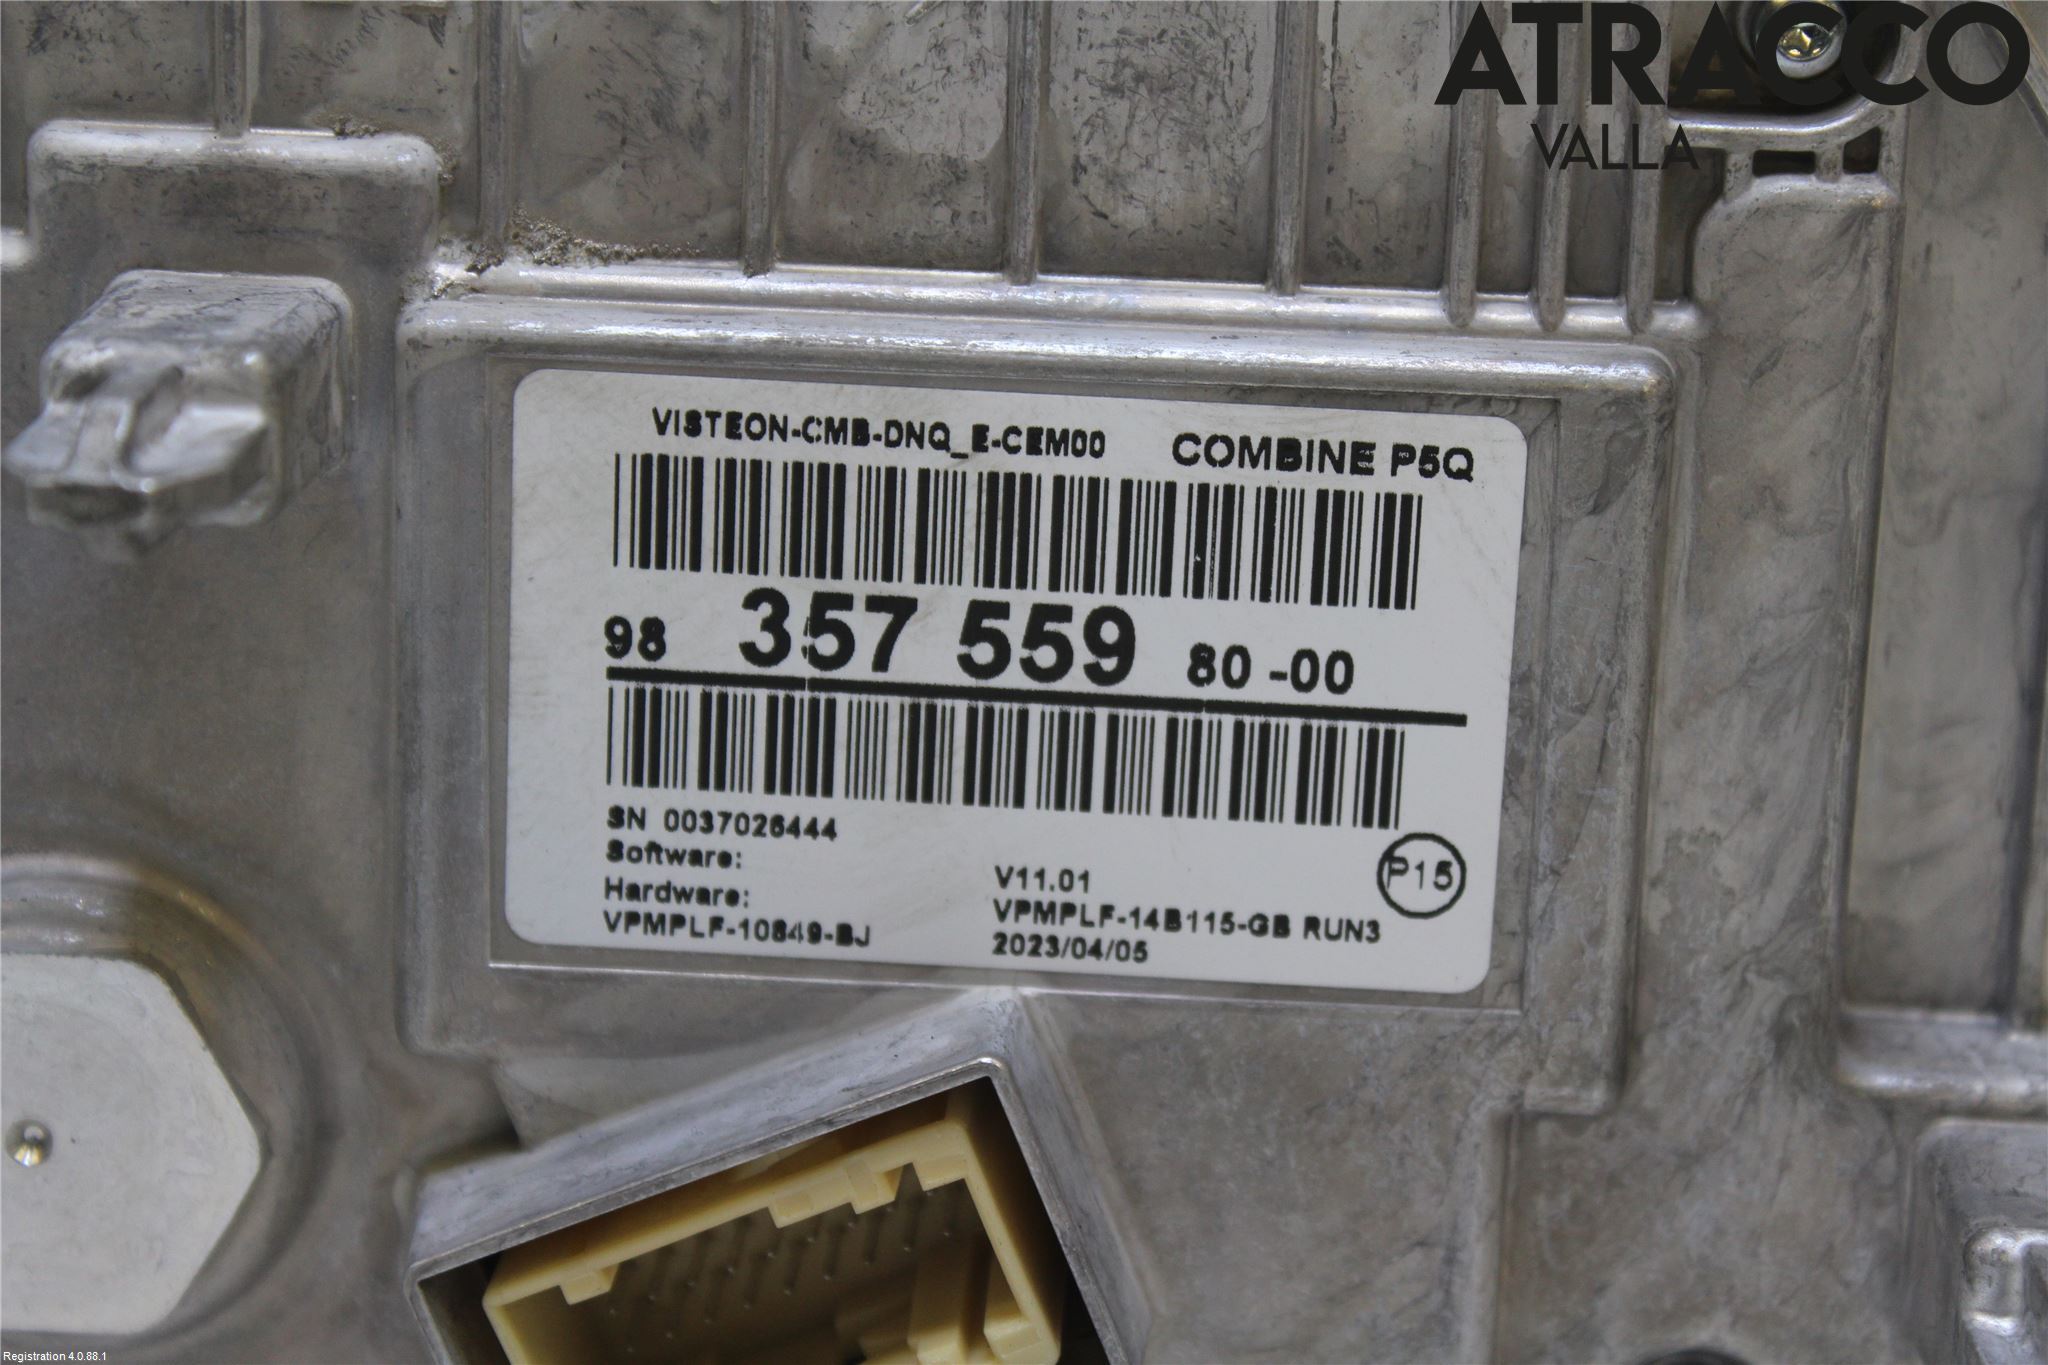 ATRACCO
VALLA
VISTEON-CMB-DNQ_E-CEM00 COMBINE P5Q
98 357 559 80-00
SN 0037026444
Software: V11.01
Hardware: VPMPLF-14B115-GB RUN3
VPMPLF-10849-BJ 2023/04/05
P15
Registration 4.0.88.1